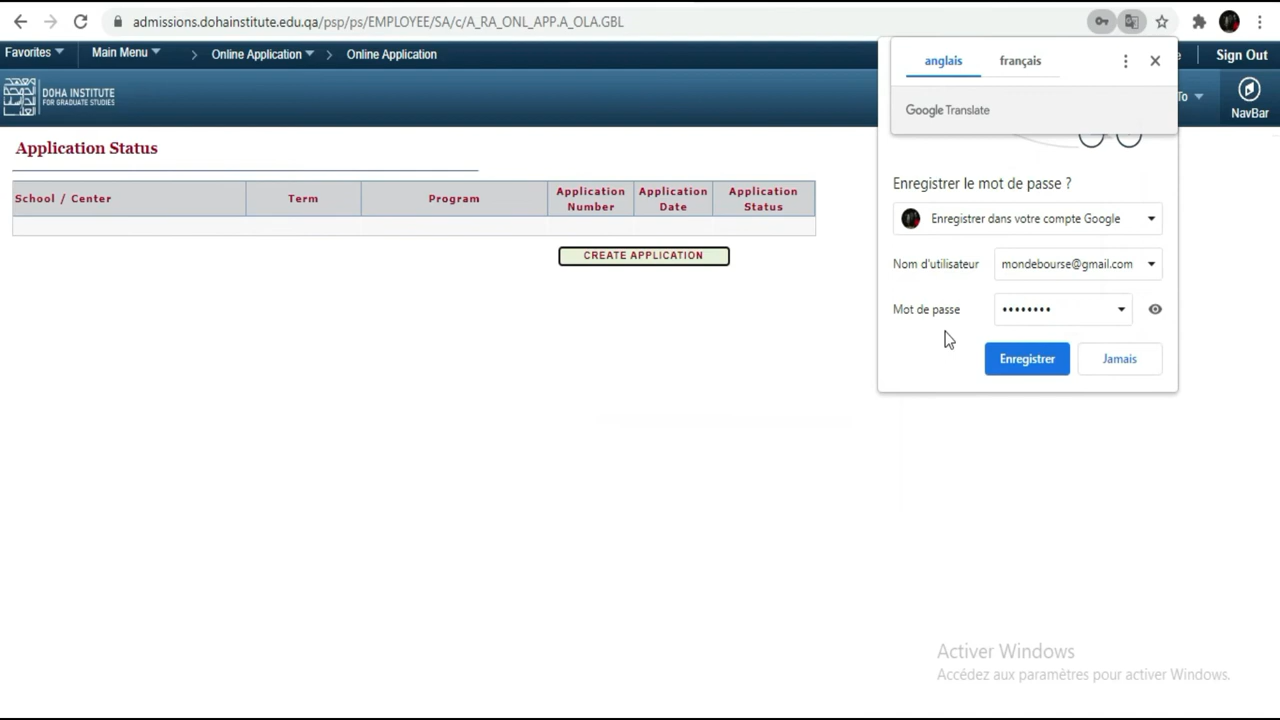 admissions.dohainstitute.edu.qa/psp/ps/EMPLOYEE/SA/c/A_RA_ONL_APP.A_OLA.GBL
Favorites Main Menu > Online Application > Online Application
Sign Out
DOHA INSTITUTE
FOR GRADUATE STUDIES
To
NavBar
anglais français
Google Translate
Application Status
School / Center Term Program Application Number Application Date Application Status
CREATE APPLICATION
Enregistrer le mot de passe ?
Enregistrer dans votre compte Google
Nom d'utilisateur mondebourse@gmail.com
Mot de passe ••••••••
Enregistrer Jamais
Activer Windows
Accédez aux paramètres pour activer Windows.